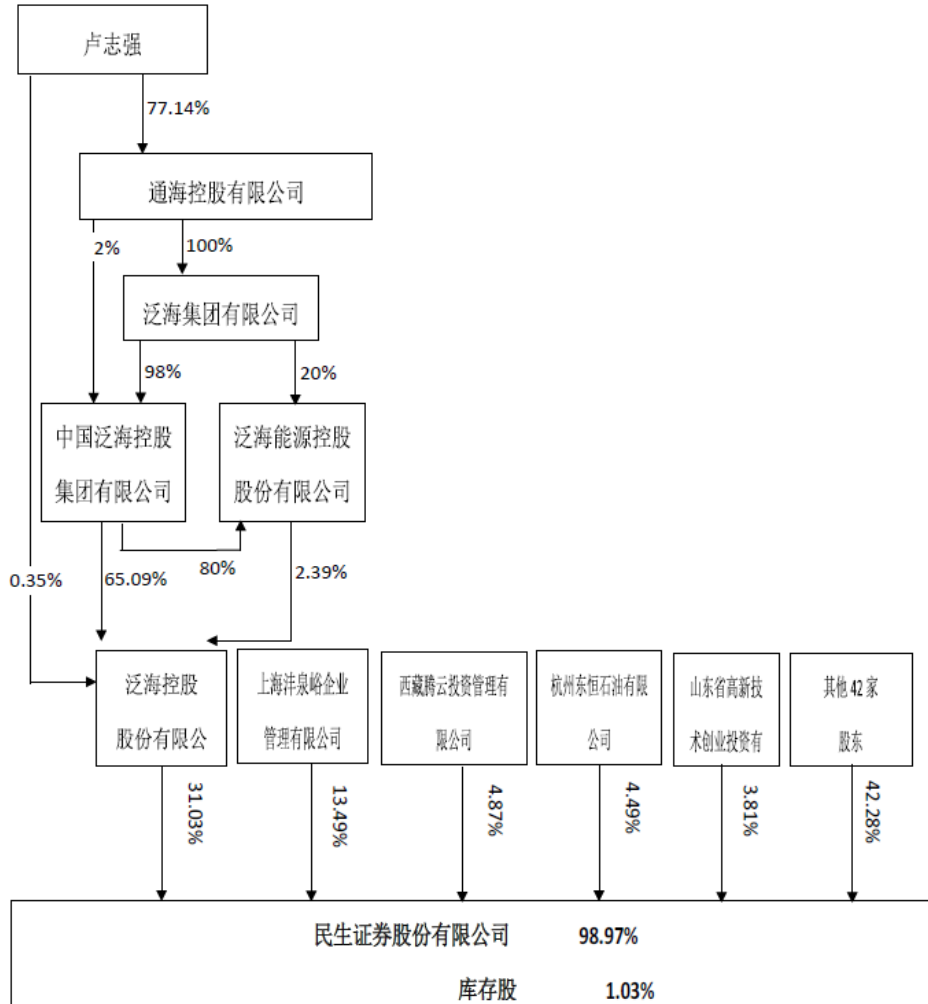 卢志强
77.14%
通海控股有限公司
2%
100%
泛海集团有限公司
98%
20%
中国泛海控股
集团有限公司
泛海能源控股
股份有限公司
0.35%
65.09%
80%
2.39%
泛海控股
股份有限公
上海沣泉峪企业
管理有限公司
西藏腾云投资管理有
限公司
杭州东恒石油有限
公司
山东省高新技
术创业投资有
其他 42 家
股东
31.03%
13.49%
4.87%
4.49%
3.81%
42.28%
民生证券股份有限公司 98.97%
库存股 1.03%